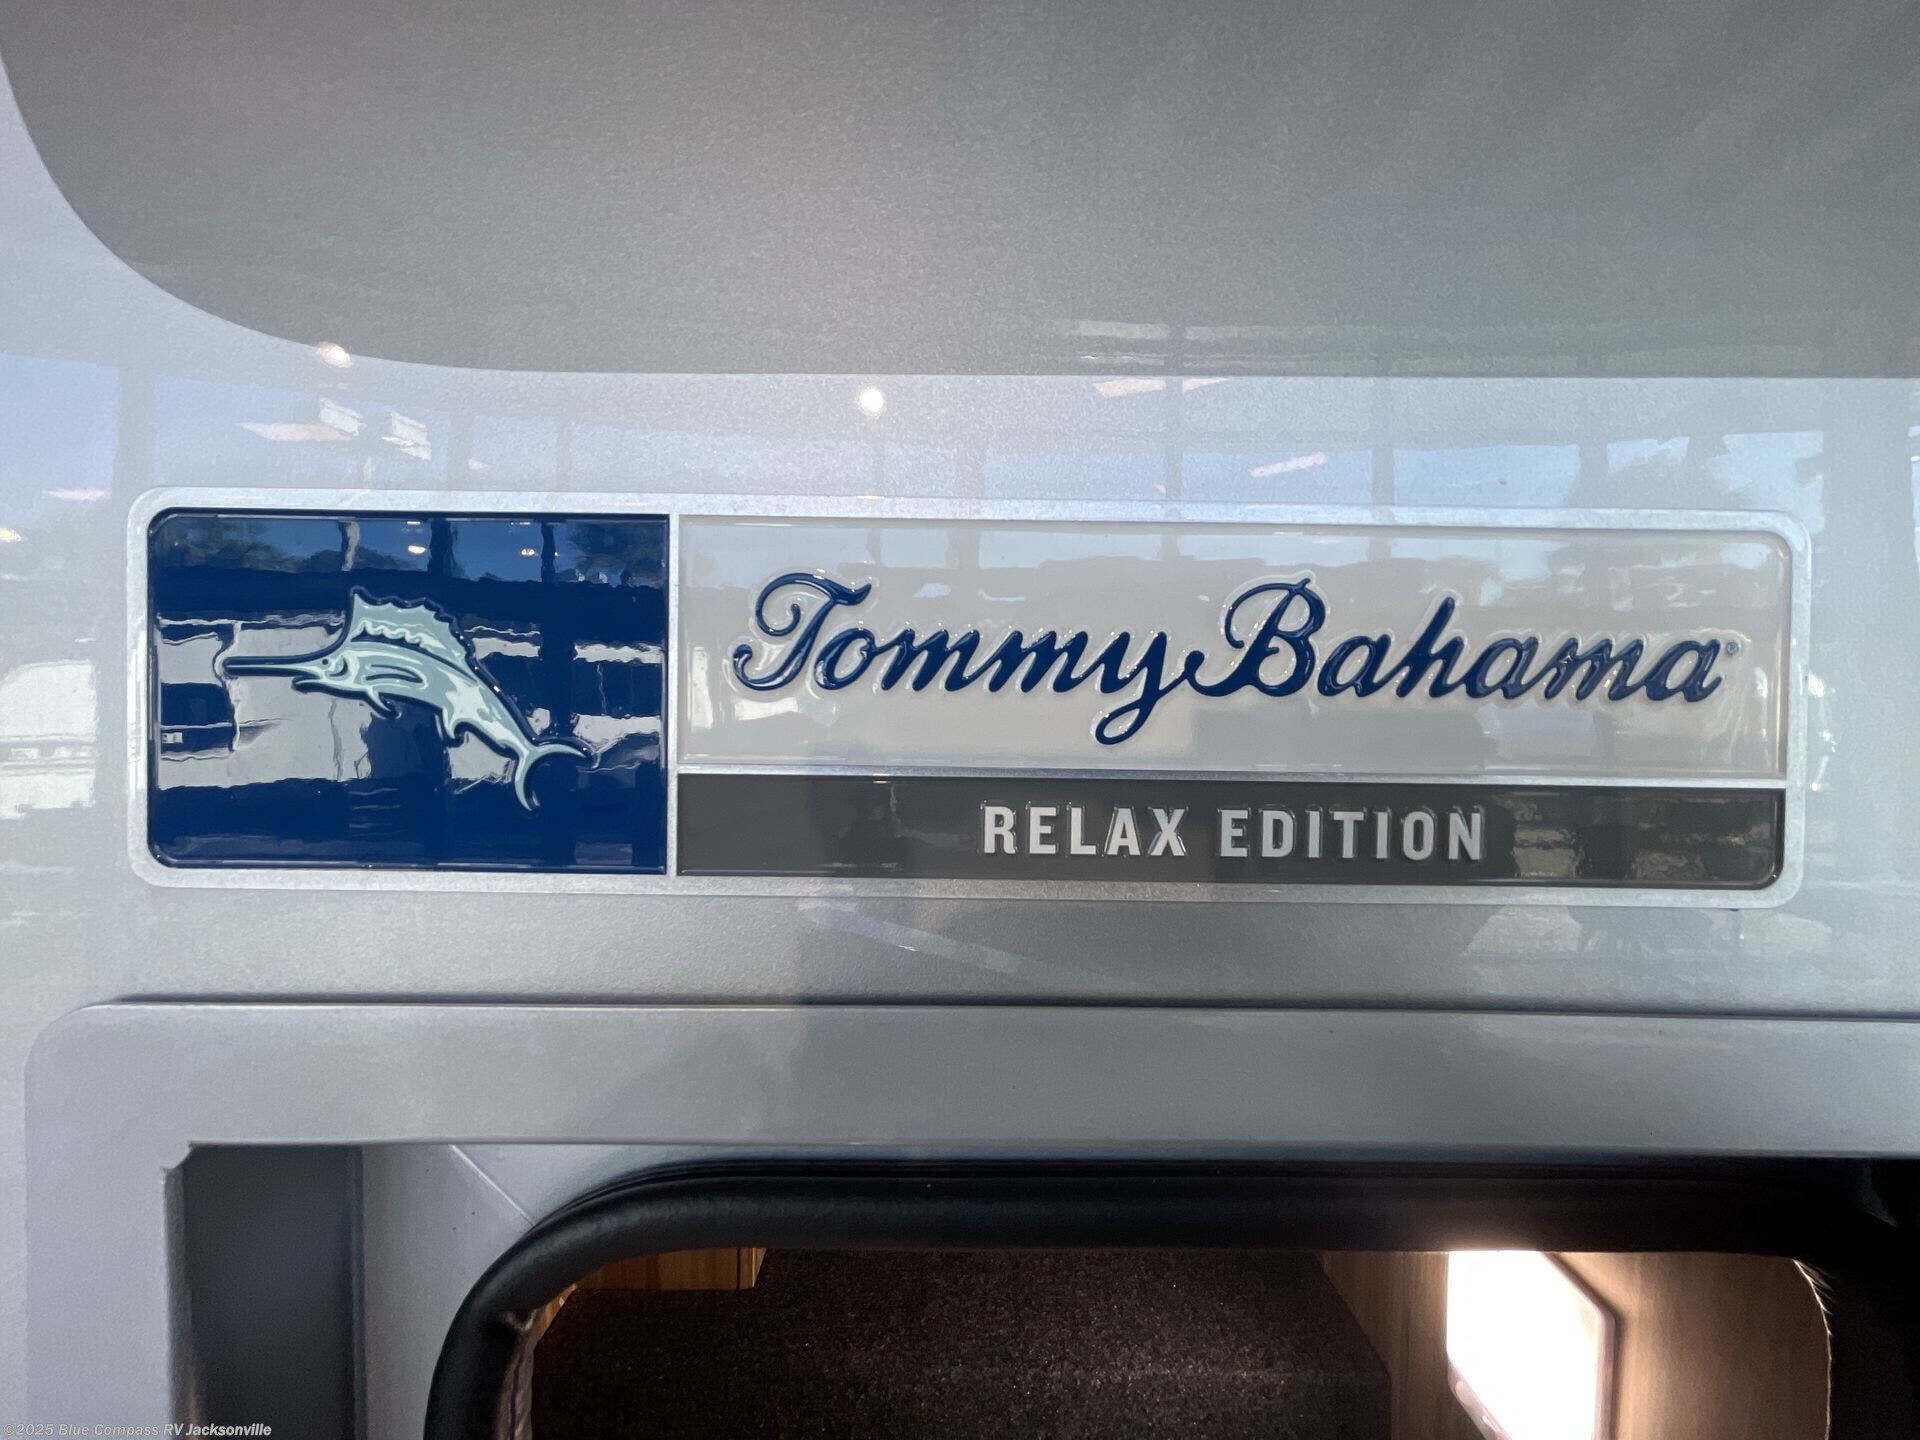 Tommy Bahama®
RELAX EDITION
©2025 Blue Compass RV Jacksonville